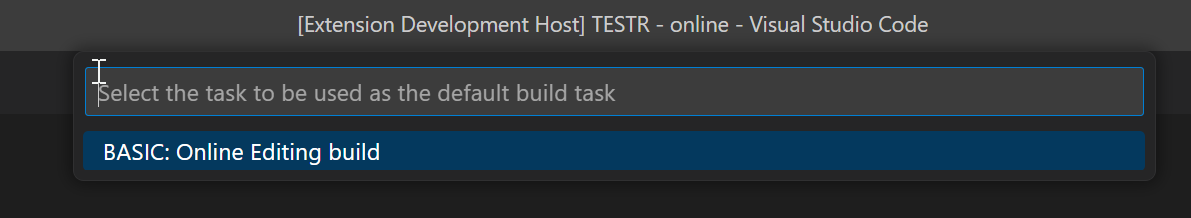 [Extension Development Host] TESTR - online - Visual Studio Code
Select the task to be used as the default build task
BASIC: Online Editing build